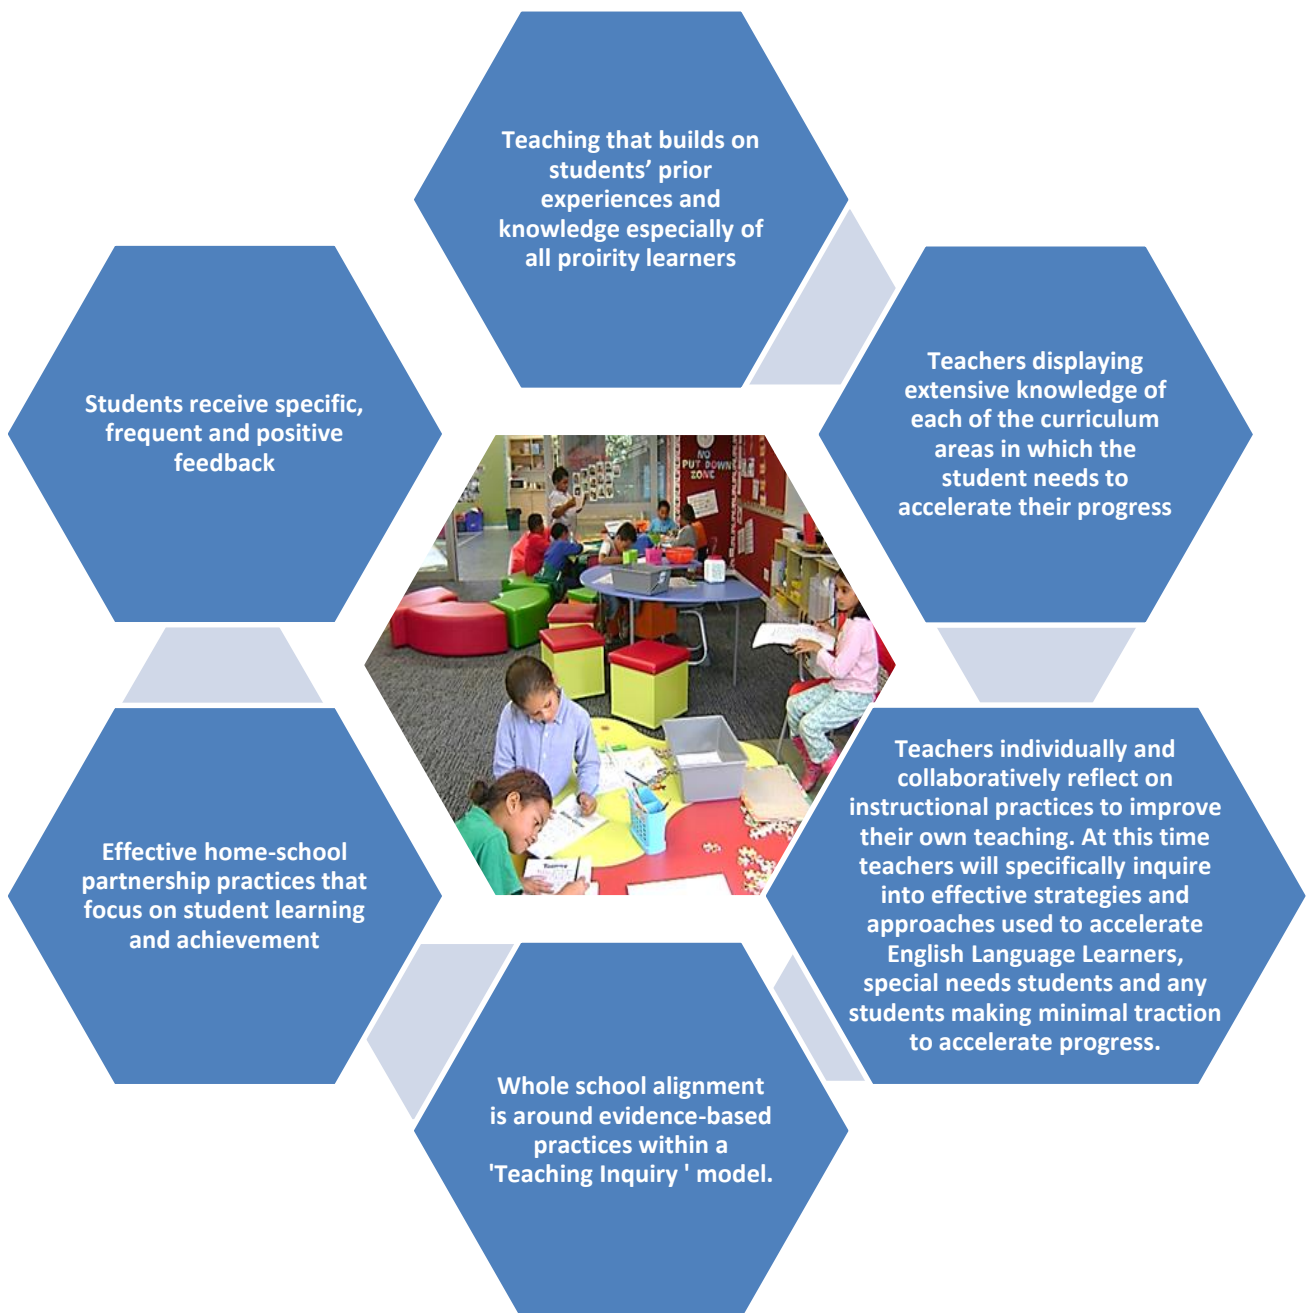 Teaching that builds on
students’ prior
experiences and
knowledge especially of
all proirity learners
Teachers displaying
extensive knowledge of
each of the curriculum
areas in which the
student needs to
accelerate their progress
Teachers individually and
collaboratively reflect on
instructional practices to improve
their own teaching. At this time
teachers will specifically inquire
into effective strategies and
approaches used to accelerate
English Language Learners,
special needs students and any
students making minimal traction
to accelerate progress.
Whole school alignment
is around evidence-based
practices within a
'Teaching Inquiry ' model.
Effective home-school
partnership practices that
focus on student learning
and achievement
Students receive specific,
frequent and positive
feedback
NO
PUT DOWN
ZONE